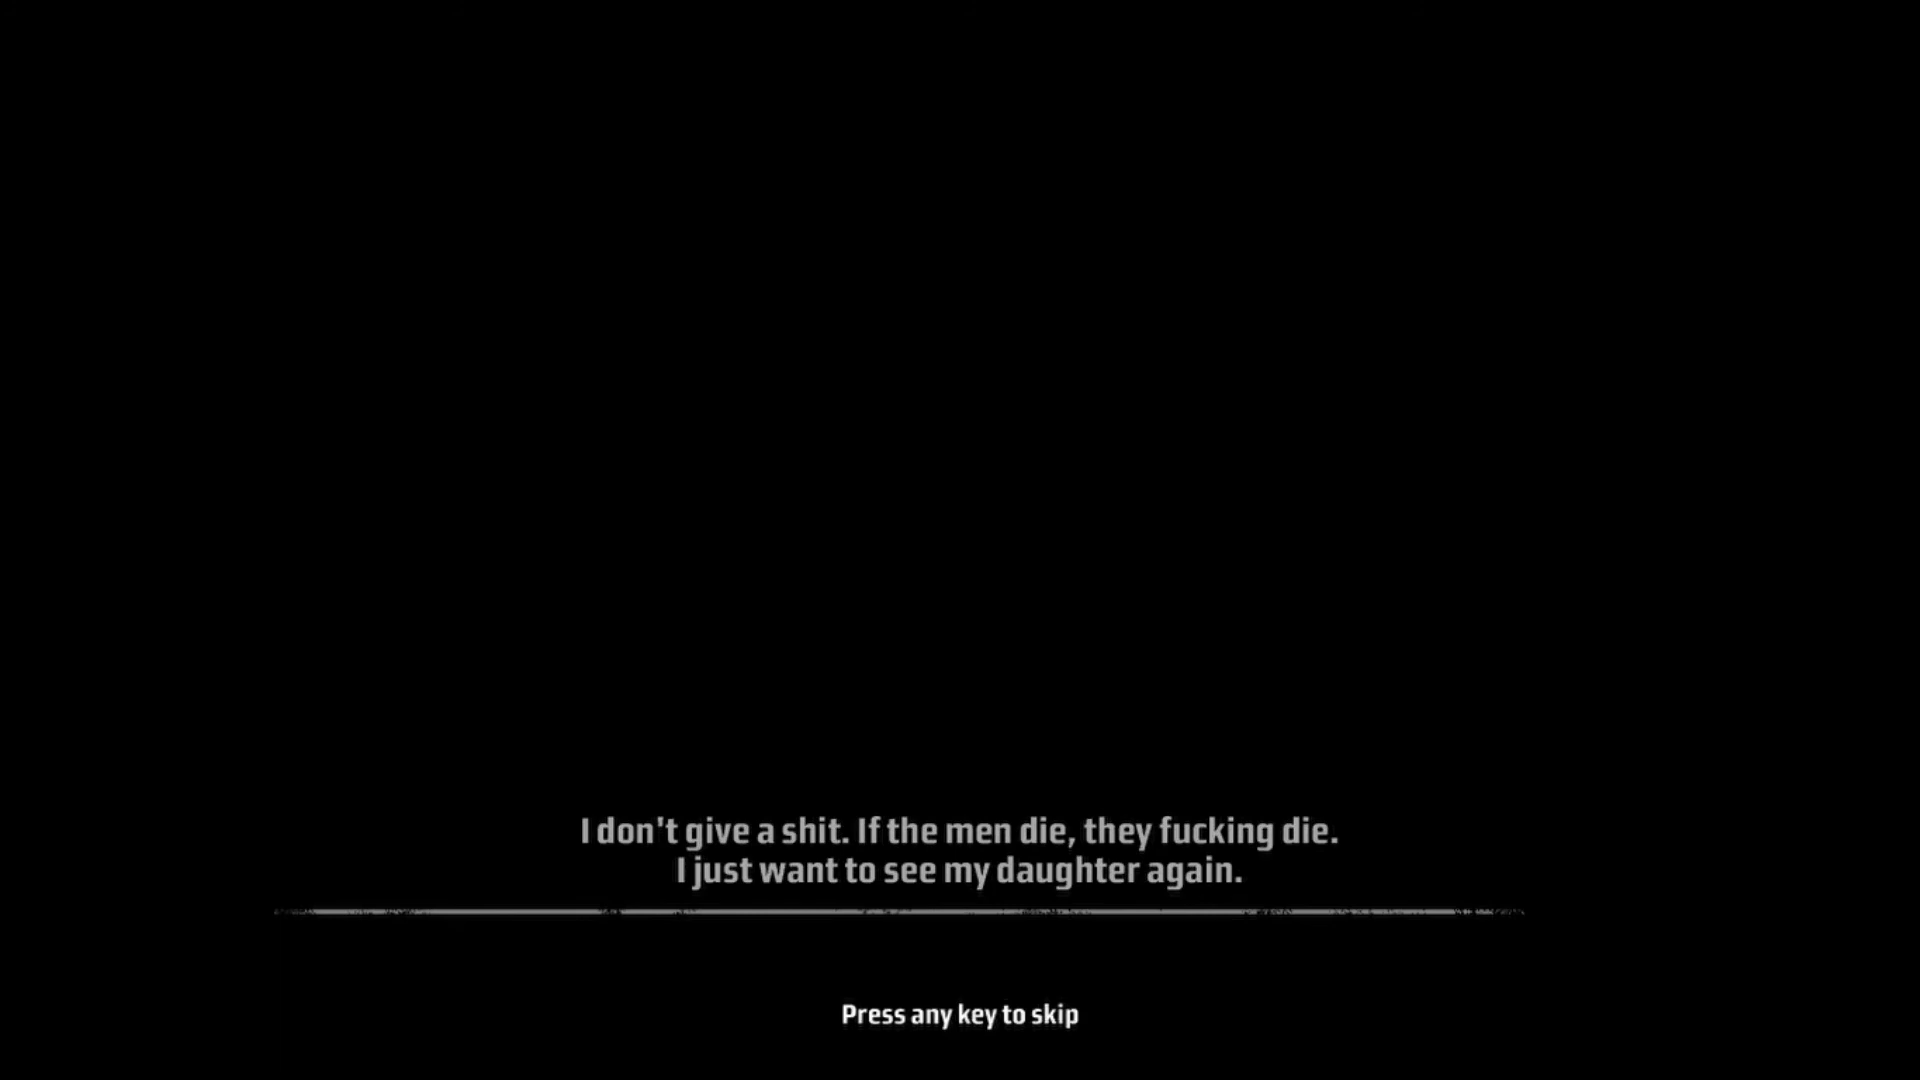 I don't give a shit. If the men die, they fucking die.
I just want to see my daughter again.
Press any key to skip